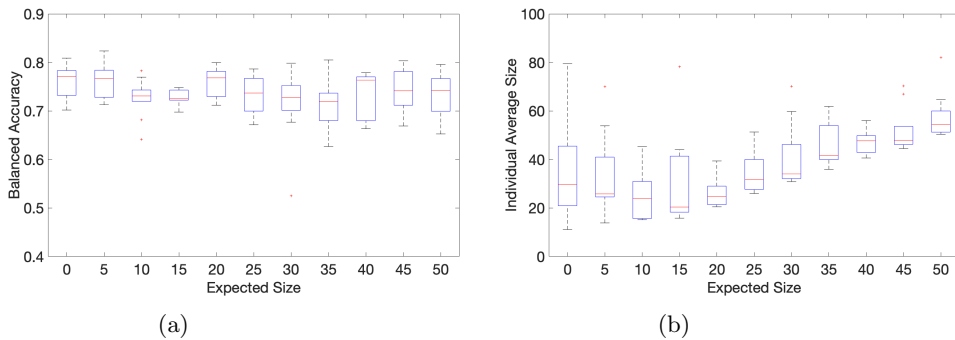 0.9
0.8
0.7
0.6
0.5
0.4
Balanced Accuracy
0 5 10 15 20 25 30 35 40 45 50
Expected Size
(a)
100
80
60
40
20
0
Individual Average Size
0 5 10 15 20 25 30 35 40 45 50
Expected Size
(b)